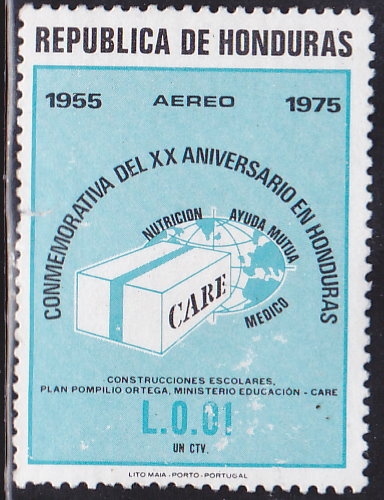 REPUBLICA DE HONDURAS
1955 AEREO 1975
CONMEMORATIVA DEL XX ANIVERSARIO EN HONDURAS
NUTRICION AYUDA MUTUA
MEDICO
CARE
CONSTRUCCIONES ESCOLARES,
PLAN POMPILIO ORTEGA, MINISTERIO EDUCACIÓN - CARE
L.0.01
UN CTV.
LITO MAIA - PORTO - PORTUGAL